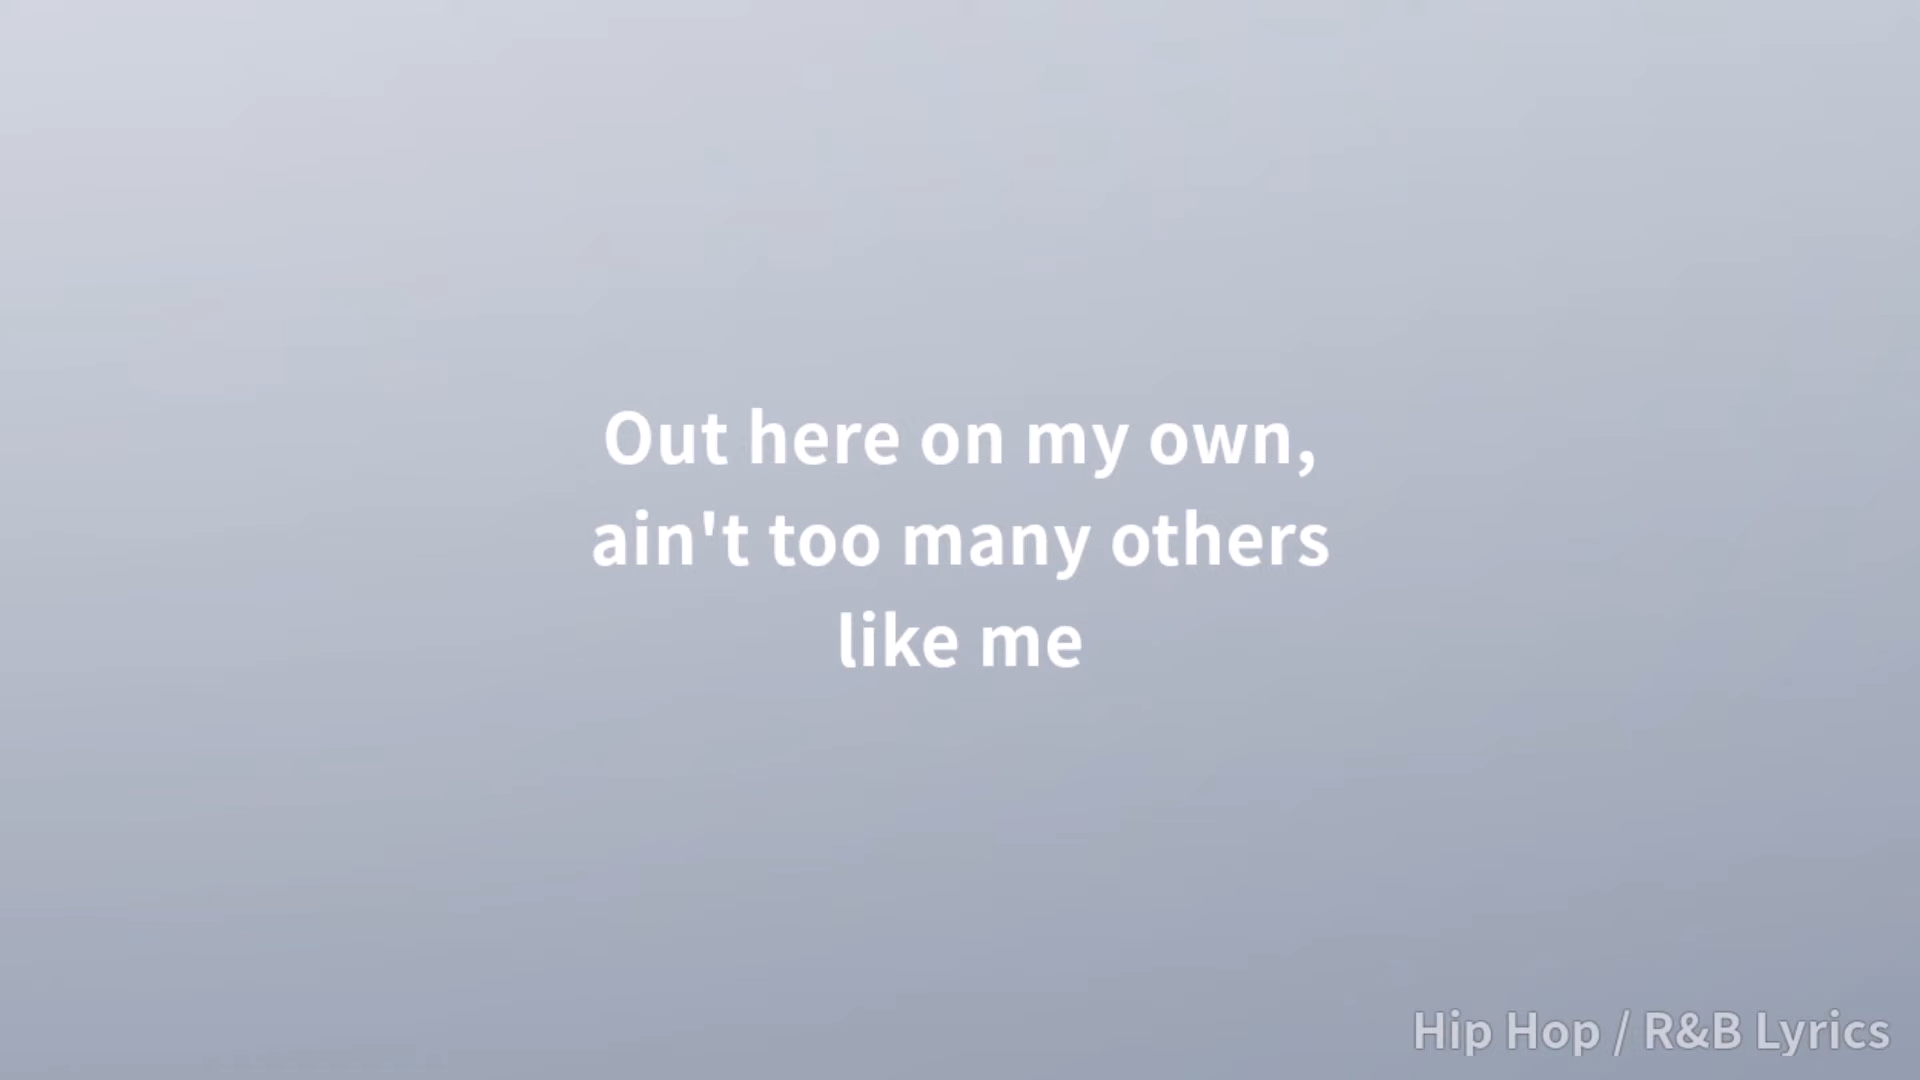 Out here on my own,
ain't too many others
like me
Hip Hop / R&B Lyrics